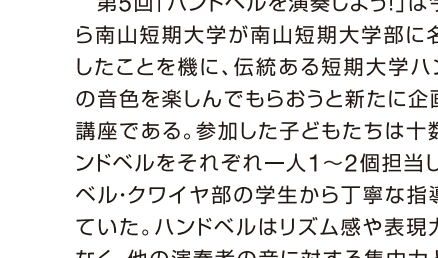 第5回「ハンドベルを演奏しよう!」は
ら南山短期大学が南山短期大学部に
したことを機に、伝統ある短期大学ハン
の音色を楽しんでもらおうと新たに企画
講座である。参加した子どもたちは十数
ンドベルをそれぞれ一人1～2個担当し
ベル・クワイヤ部の学生から丁寧な指導
ていた。ハンドベルはリズム感や表現力
なく、他の演奏者の音に対する集中力